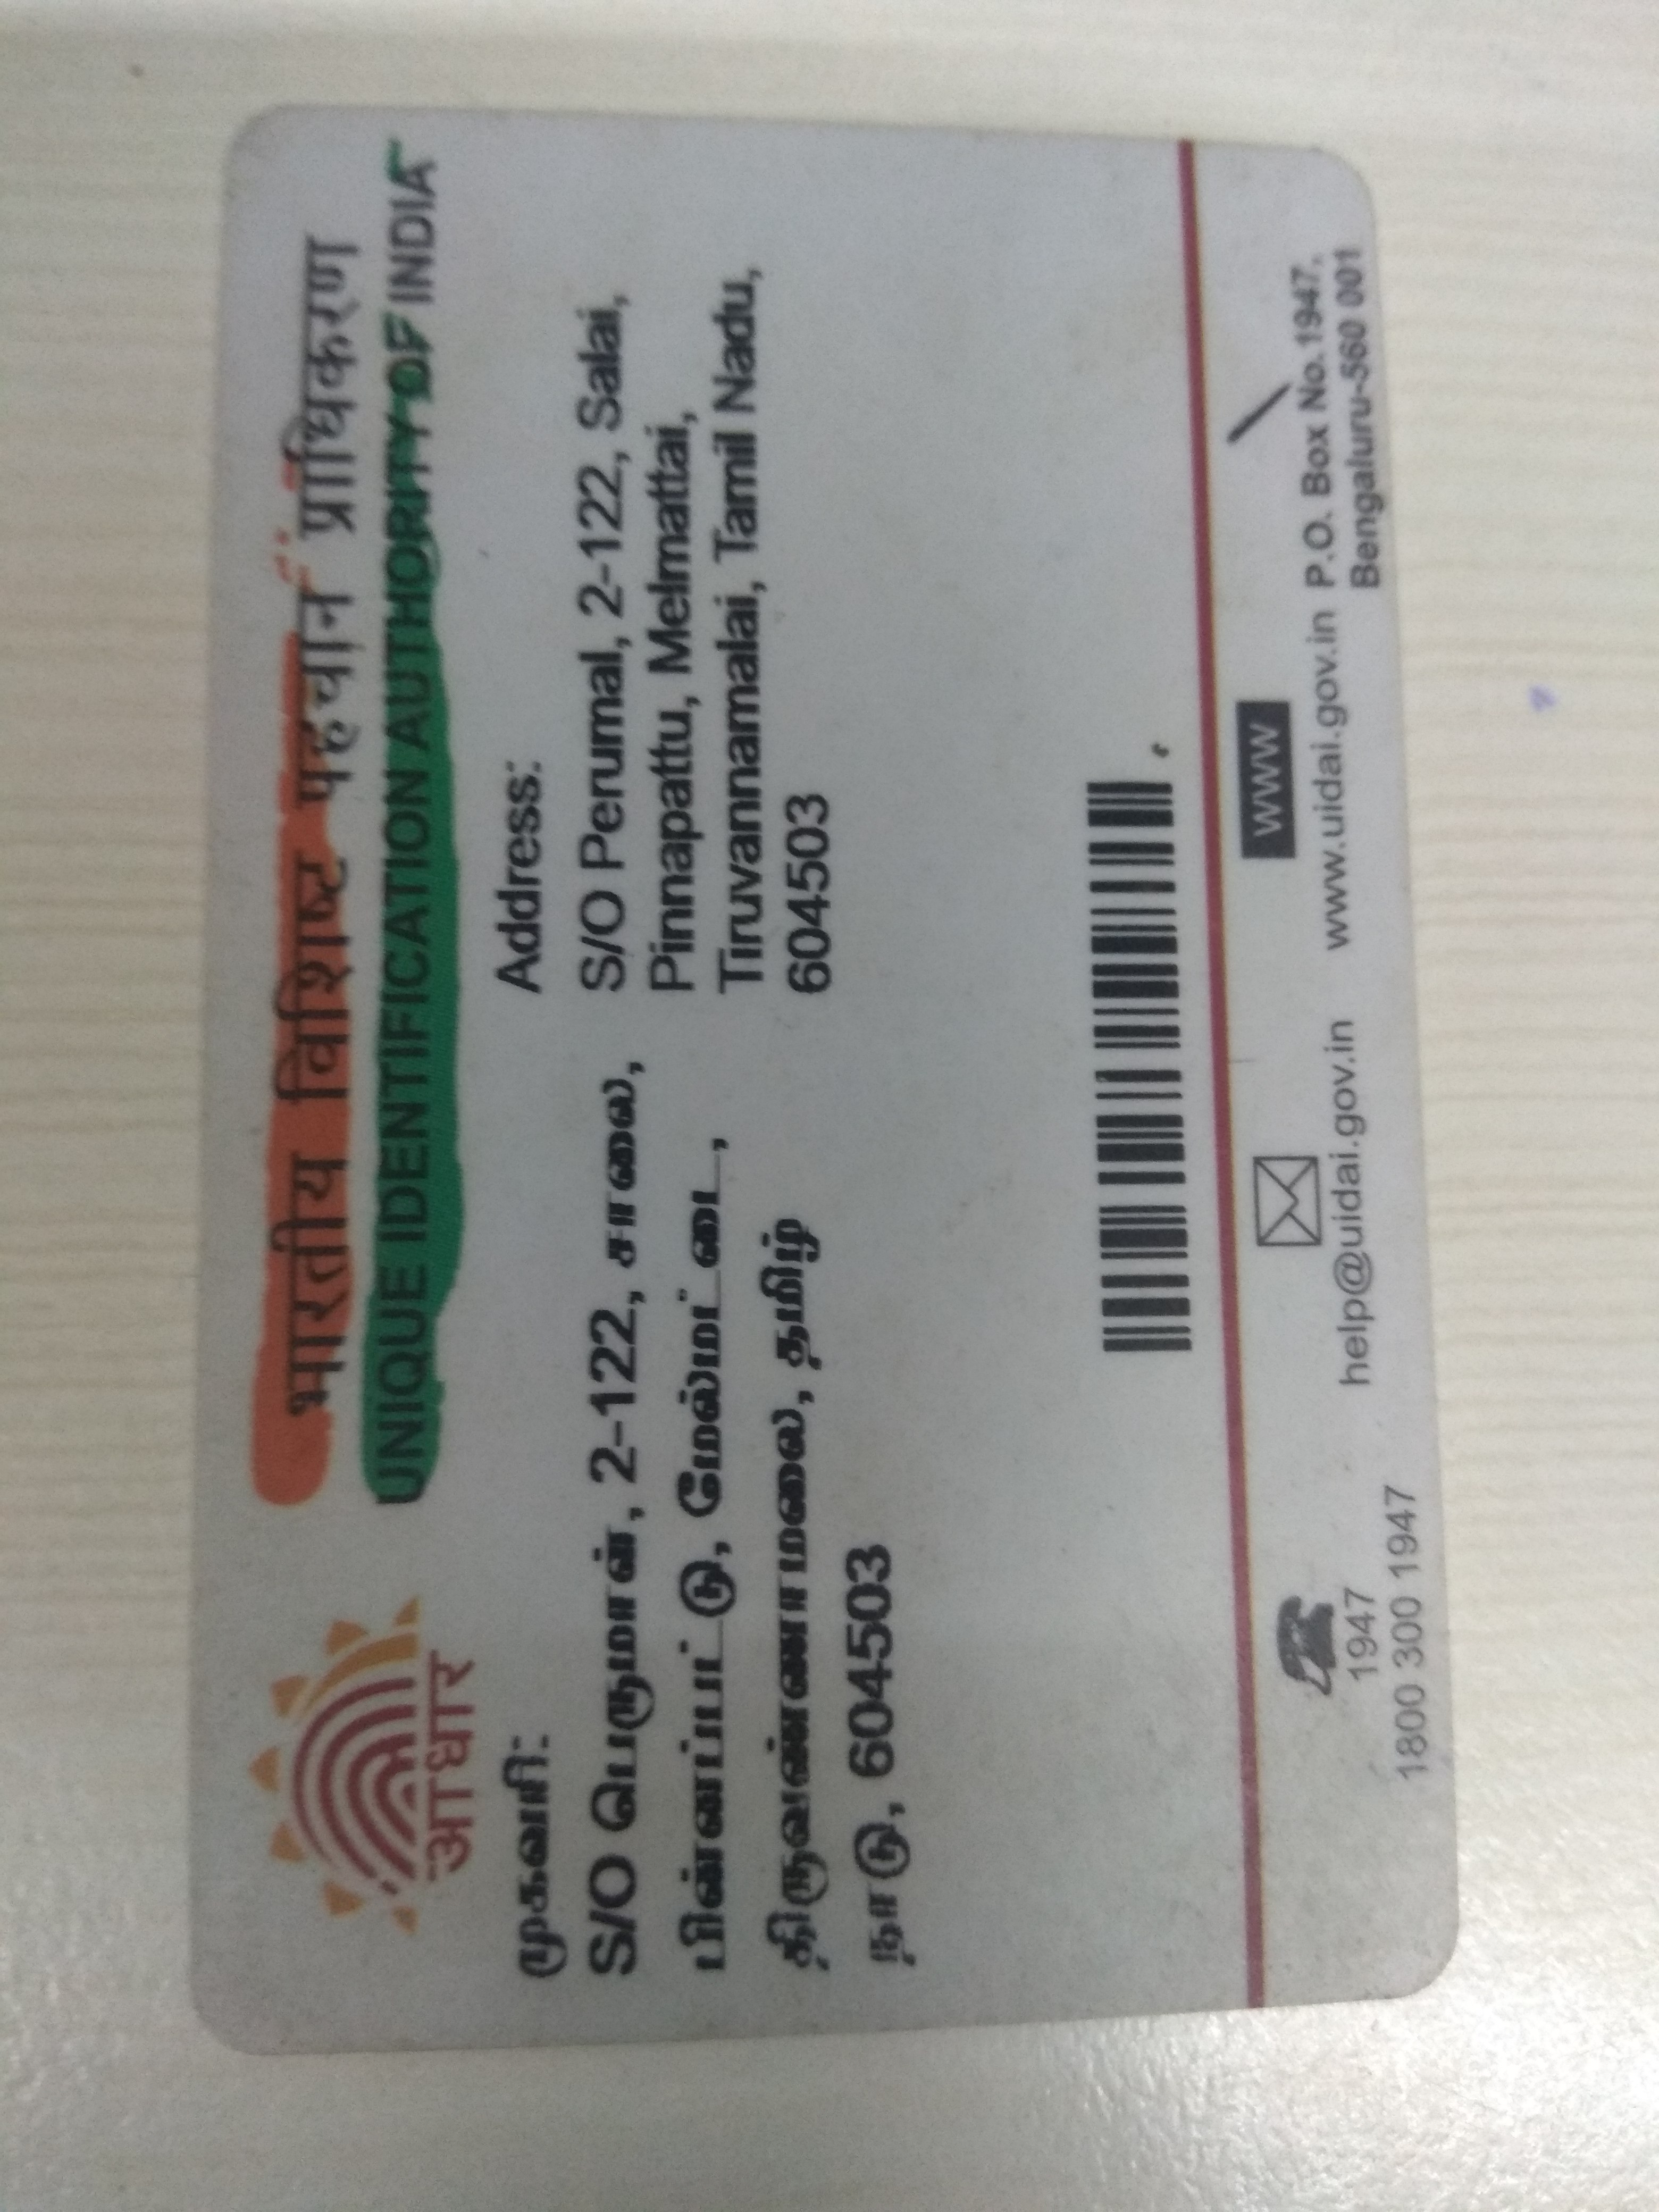 आधार
भारतीय विशिष्ट पहचान प्राधिकरण
UNIQUE IDENTIFICATION AUTHORITY OF INDIA
முகவரி:
S/O பெருமாள், 2-122, சாலை,
பின்னப்பட்டு, மேல்மட்டை,
திருவண்ணாமலை, தமிழ்
நாடு, 604503
Address:
S/O Perumal, 2-122, Salai,
Pinnapattu, Melmattai,
Tiruvannamalai, Tamil Nadu,
604503
1947
1800 300 1947
help@uidai.gov.in
WWW
www.uidai.gov.in
P.O. Box No.1947,
Bengaluru-560 001